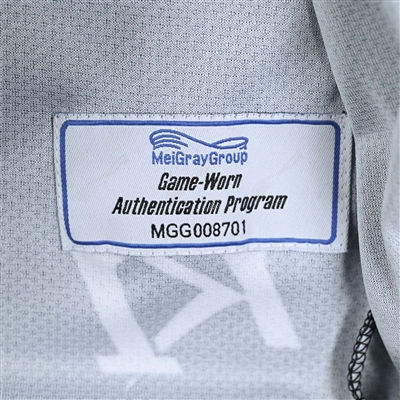 MeiGrayGroup
Game-Worn
Authentication Program
MGG008701